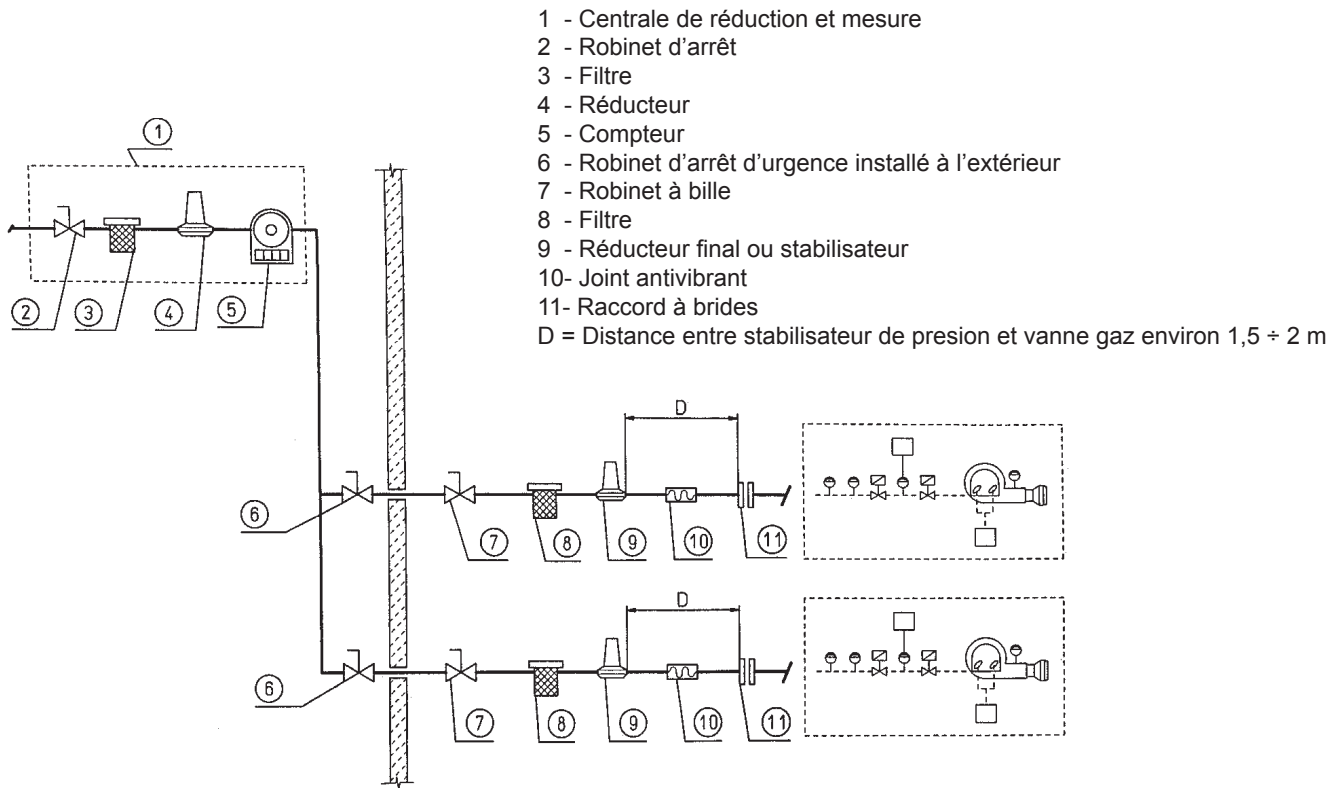 1 - Centrale de réduction et mesure
2 - Robinet d'arrêt
3 - Filtre
4 - Réducteur
5 - Compteur
6 - Robinet d'arrêt d'urgence installé à l'extérieur
7 - Robinet à bille
8 - Filtre
9 - Réducteur final ou stabilisateur
10- Joint antivibrant
11- Raccord à brides
D = Distance entre stabilisateur de presion et vanne gaz environ 1,5 ÷ 2 m
1
2 3 4 5
D
6 7 8 9 10 11
D
6 7 8 9 10 11